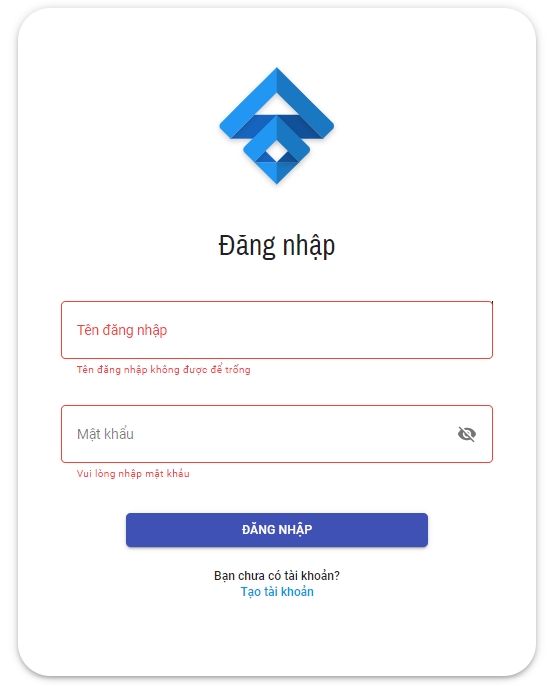 Đăng nhập
Tên đăng nhập
Tên đăng nhập không được để trống
Mật khẩu
Vui lòng nhập mật khẩu
ĐĂNG NHẬP
Bạn chưa có tài khoản?
Tạo tài khoản